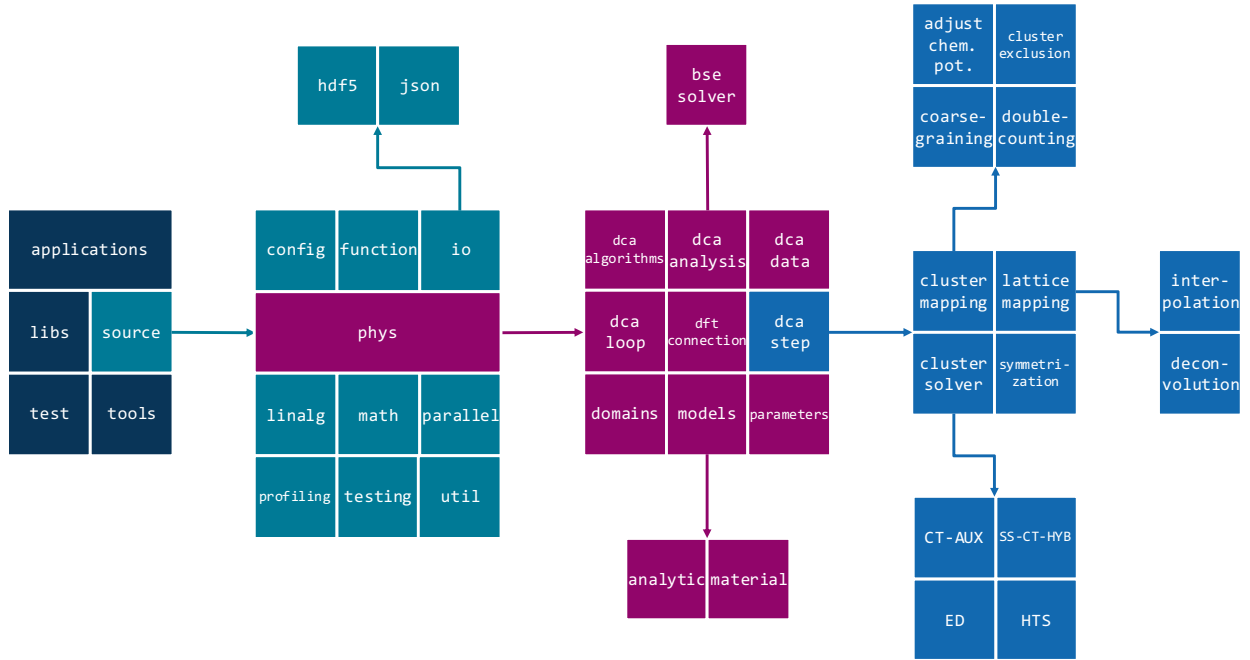 applications
libs
source
test
tools
hdf5
json
config
function
io
phys
linalg
math
parallel
profiling
testing
util
bse
solver
dca
algorithms
dca
analysis
dca
data
dca
loop
dft
connection
dca
step
domains
models
parameters
analytic
material
adjust
chem.
pot.
cluster
exclusion
coarse-
graining
double-
counting
cluster
mapping
lattice
mapping
cluster
solver
symmetri-
zation
inter-
polation
decon-
volution
CT-AUX
SS-CT-HYB
ED
HTS